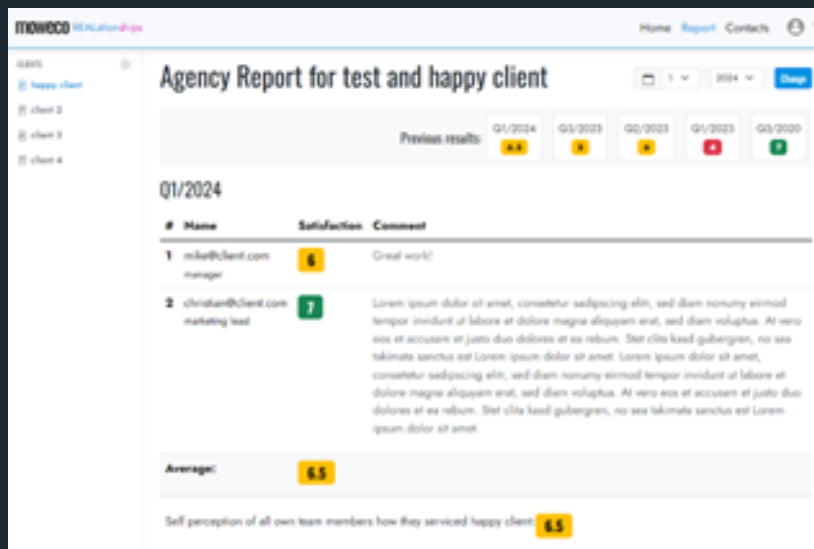 moweco REALationships
Home Report Contacts
CLIENTS
happy client
client 2
client 3
client 4
Agency Report for test and happy client
1 2024 Change
Previous results: Q1/2024 Q3/2023 Q2/2023 Q1/2023 Q3/2020
6.5 5 6 4 7
Q1/2024
# Name Satisfaction Comment
1 mike@client.com 6 Great work!
manager
2 christian@client.com 7 Lorem ipsum dolor sit amet, consetetur sadipscing elitr, sed diam nonumy eirmod
marketing lead
tempor invidunt ut labore et dolore magna aliquyam erat, sed diam voluptua. At vero
eos et accusam et justo duo dolores et ea rebum. Stet clita kasd gubergren, no sea
takimata sanctus est Lorem ipsum dolor sit amet. Lorem ipsum dolor sit amet,
consetetur sadipscing elitr, sed diam nonumy eirmod tempor invidunt ut labore et
dolore magna aliquyam erat, sed diam voluptua. At vero eos et accusam et justo duo
dolores et ea rebum. Stet clita kasd gubergren, no sea takimata sanctus est Lorem
ipsum dolor sit amet.
Average: 6.5
Self perception of all own team members how they serviced happy client: 6.5